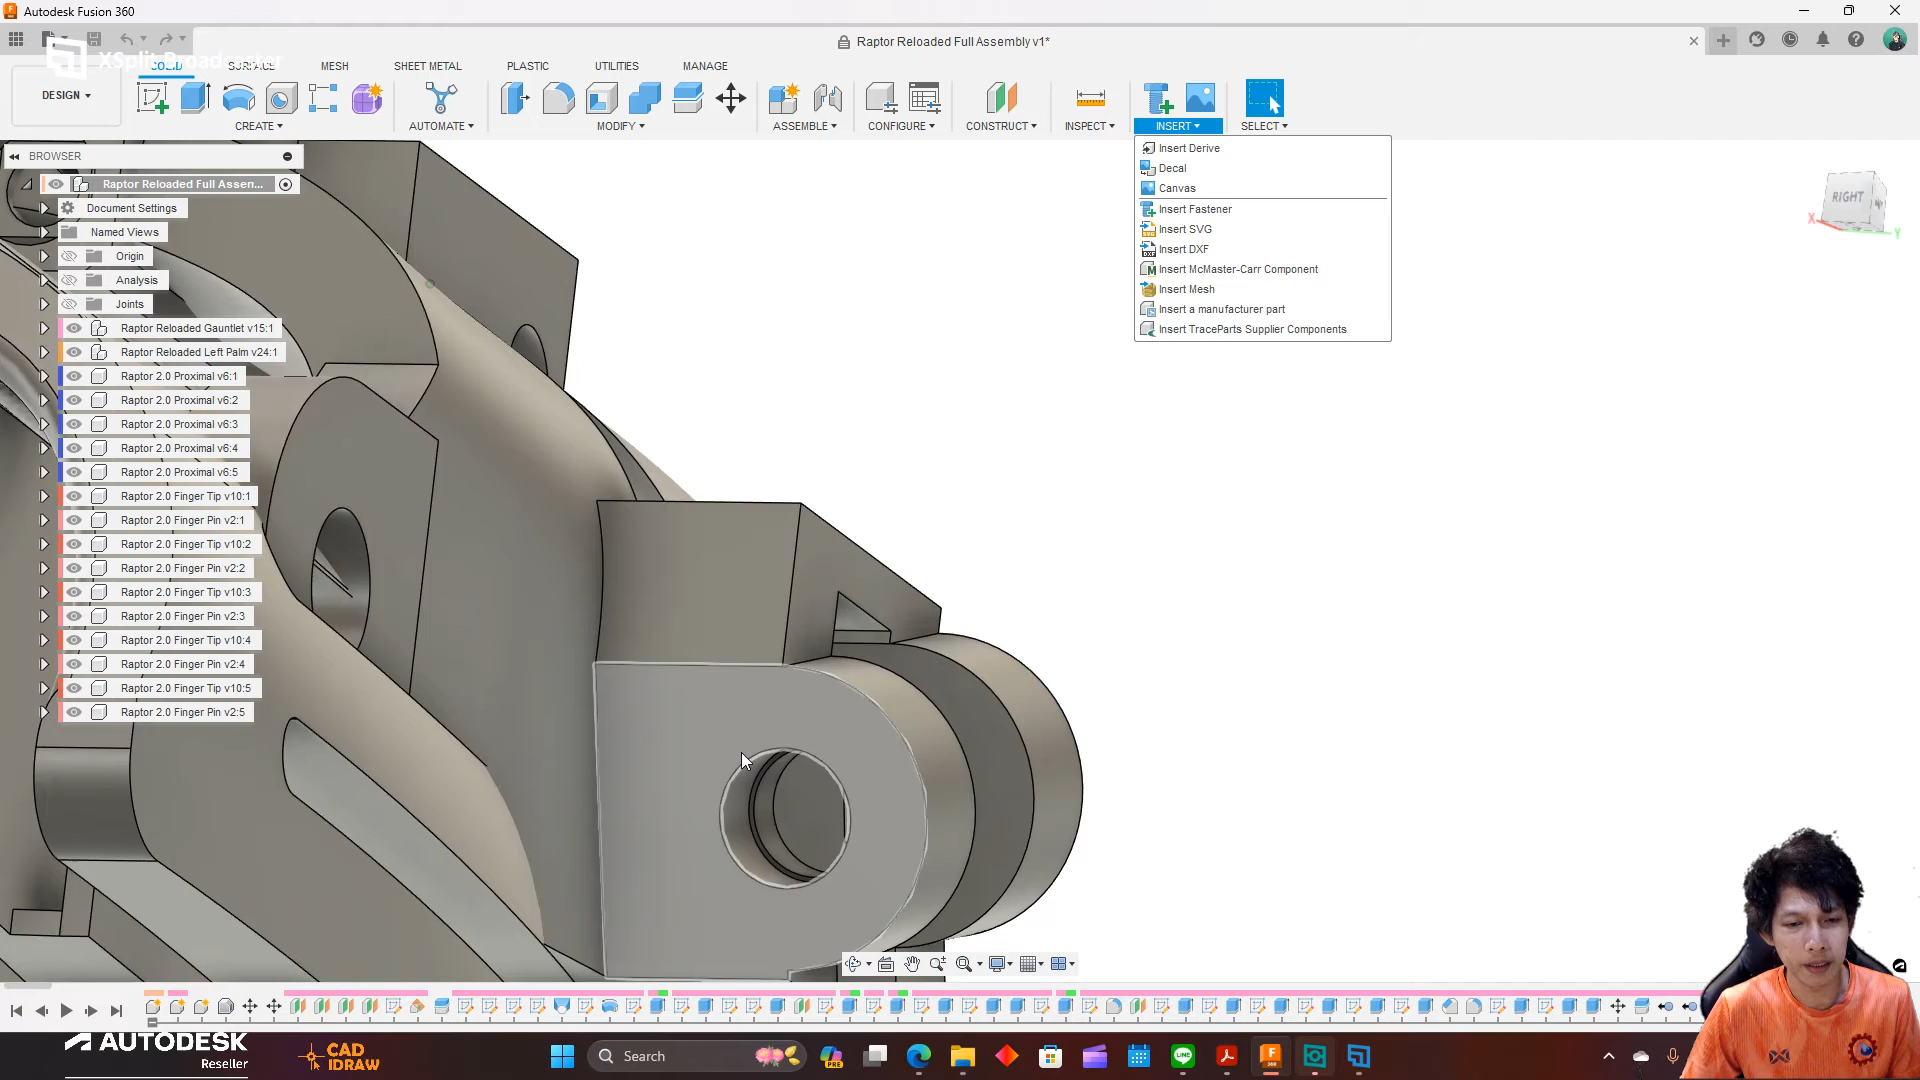 Autodesk Fusion 360
Raptor Reloaded Full Assembly v1*
XSplit Broadcaster
SOLID
SURFACE
MESH
SHEET METAL
PLASTIC
UTILITIES
MANAGE
DESIGN
CREATE
AUTOMATE
MODIFY
ASSEMBLE
CONFIGURE
CONSTRUCT
INSPECT
INSERT
SELECT
Insert Derive
Decal
Canvas
Insert Fastener
Insert SVG
Insert DXF
Insert McMaster-Carr Component
Insert Mesh
Insert a manufacturer part
Insert TraceParts Supplier Components
BROWSER
Raptor Reloaded Full Assem...
Document Settings
Named Views
Origin
Analysis
Joints
Raptor Reloaded Gauntlet v15:1
Raptor Reloaded Left Palm v24:1
Raptor 2.0 Proximal v6:1
Raptor 2.0 Proximal v6:2
Raptor 2.0 Proximal v6:3
Raptor 2.0 Proximal v6:4
Raptor 2.0 Proximal v6:5
Raptor 2.0 Finger Tip v10:1
Raptor 2.0 Finger Pin v2:1
Raptor 2.0 Finger Tip v10:2
Raptor 2.0 Finger Pin v2:2
Raptor 2.0 Finger Tip v10:3
Raptor 2.0 Finger Pin v2:3
Raptor 2.0 Finger Tip v10:4
Raptor 2.0 Finger Pin v2:4
Raptor 2.0 Finger Tip v10:5
Raptor 2.0 Finger Pin v2:5
RIGHT
X
Y
AUTODESK
Reseller
CAD
IDRAW
Search
PRE